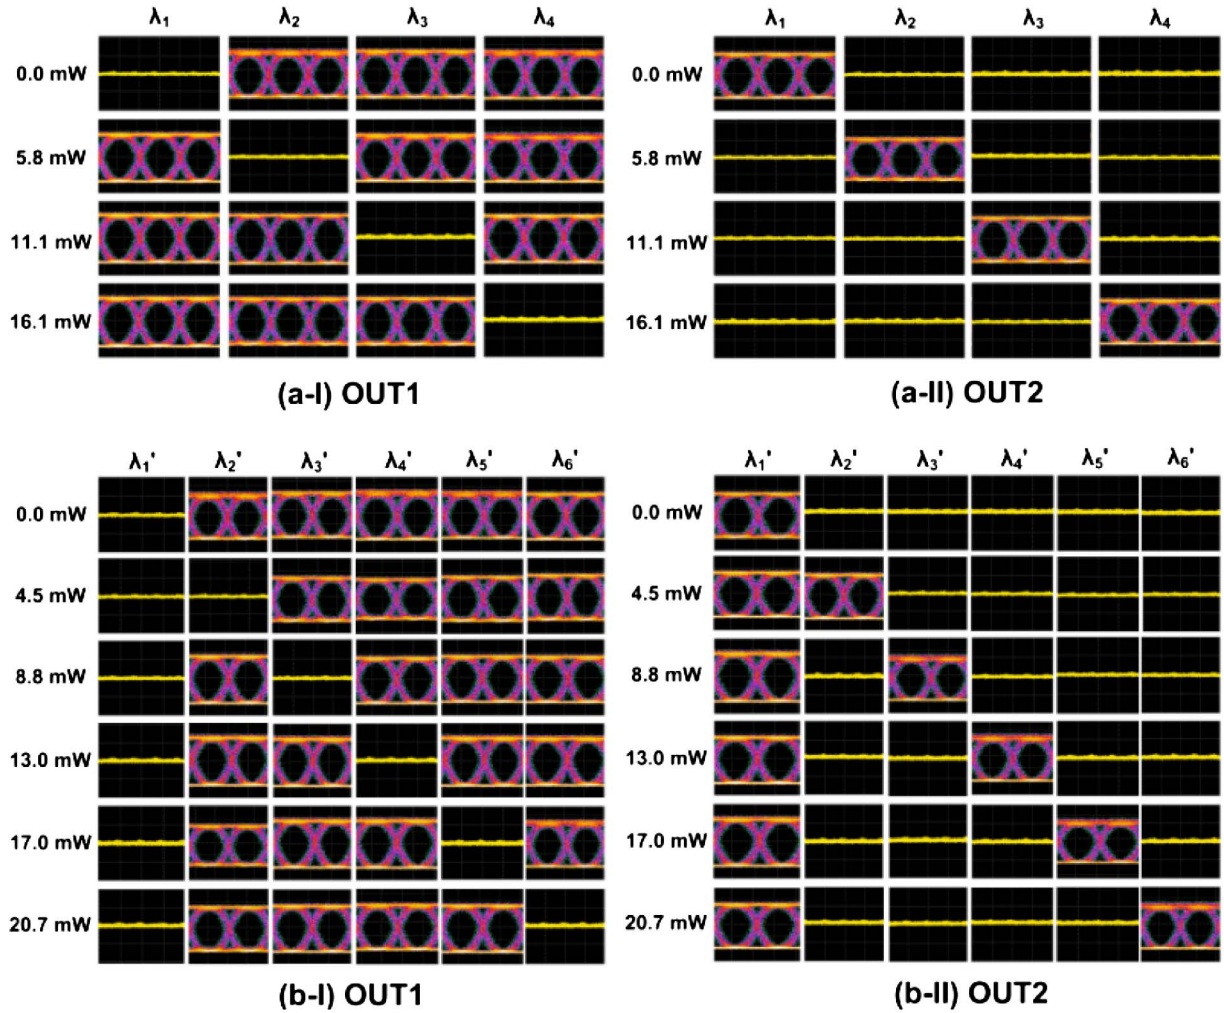 λ₁ λ₂ λ₃ λ₄
0.0 mW
5.8 mW
11.1 mW
16.1 mW
(a-I) OUT1
λ₁ λ₂ λ₃ λ₄
0.0 mW
5.8 mW
11.1 mW
16.1 mW
(a-II) OUT2
λ₁' λ₂' λ₃' λ₄' λ₅' λ₆'
0.0 mW
4.5 mW
8.8 mW
13.0 mW
17.0 mW
20.7 mW
(b-I) OUT1
λ₁' λ₂' λ₃' λ₄' λ₅' λ₆'
0.0 mW
4.5 mW
8.8 mW
13.0 mW
17.0 mW
20.7 mW
(b-II) OUT2